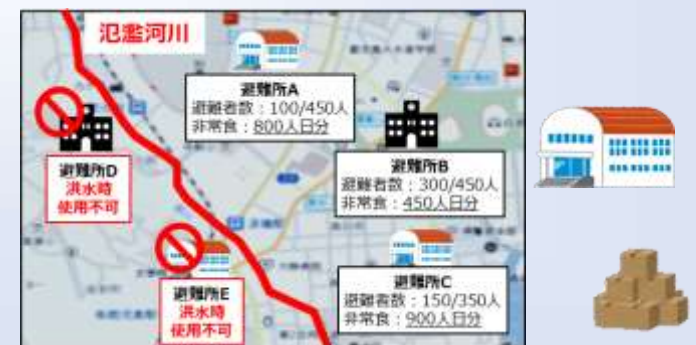 氾濫河川
避難所A
避難者数：100/450人
非常食：800人日分
避難所B
避難者数：300/450人
非常食：450人日分
避難所D
洪水時
使用不可
避難所E
洪水時
使用不可
避難所C
避難者数：150/350人
非常食：900人日分